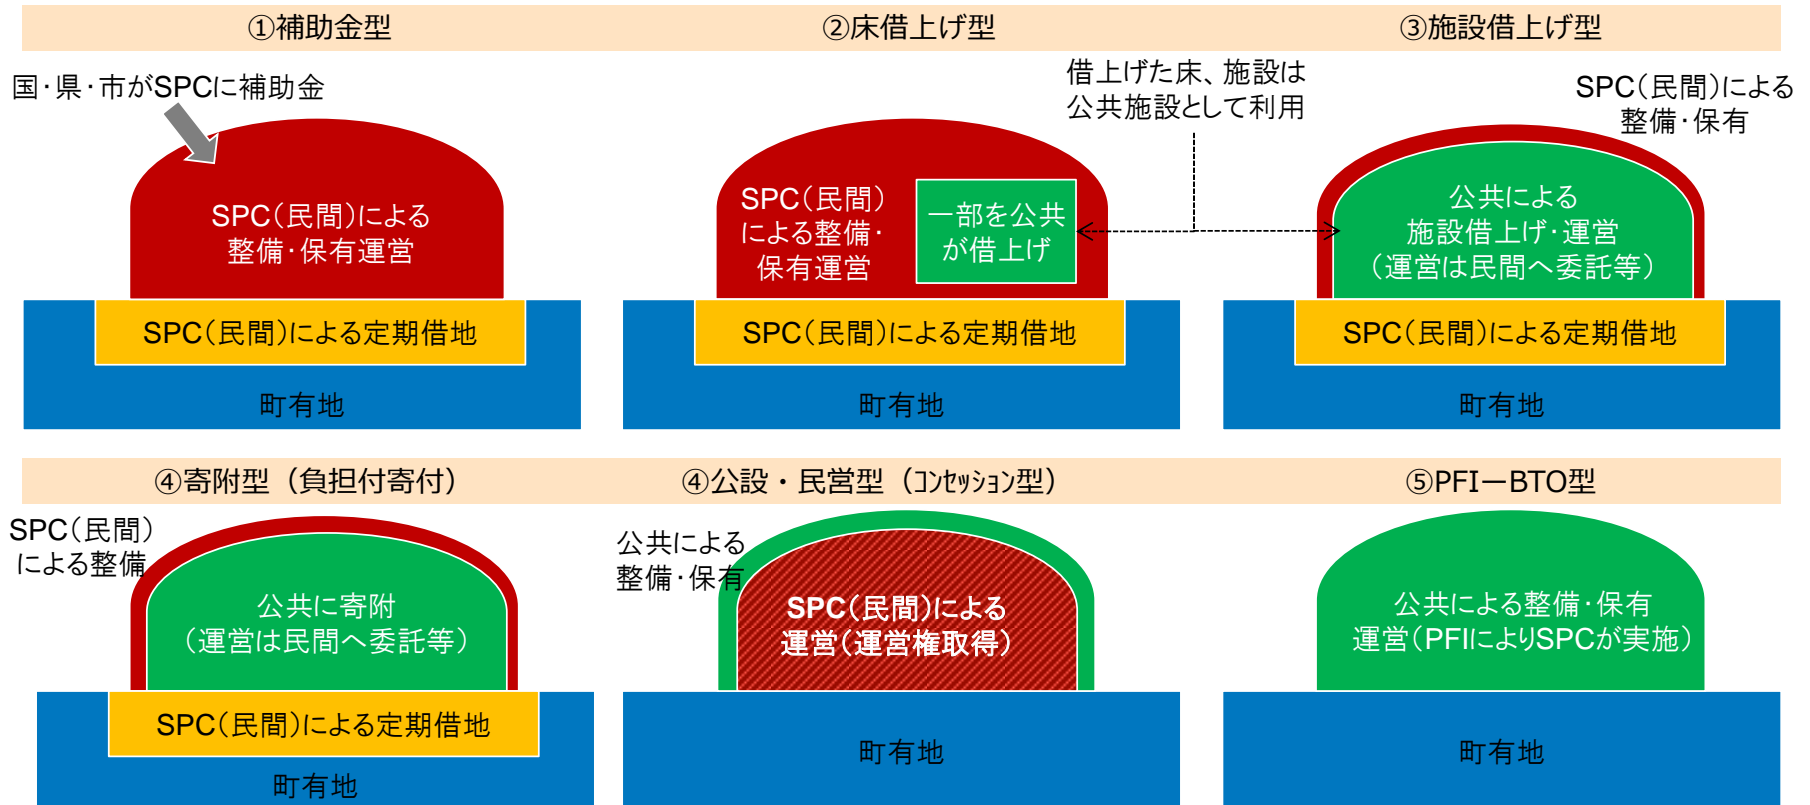 ①補助金型
国・県・市がSPCに補助金
SPC（民間）による
整備・保有運営
SPC（民間）による定期借地
町有地
②床借上げ型
借上げた床、施設は
公共施設として利用
SPC（民間）
による整備・
保有運営
一部を公共
が借上げ
SPC（民間）による定期借地
町有地
③施設借上げ型
SPC（民間）による
整備・保有
公共による
施設借上げ・運営
（運営は民間へ委託等）
SPC（民間）による定期借地
町有地
④寄附型（負担付寄付）
SPC（民間）
による整備
公共に寄附
（運営は民間へ委託等）
SPC（民間）による定期借地
町有地
④公設・民営型（ｺﾝｾｯｼｮﾝ型）
公共による
整備・保有
SPC（民間）による
運営（運営権取得）
町有地
⑤PFIーBTO型
公共による整備・保有
運営（PFIによりSPCが実施）
町有地